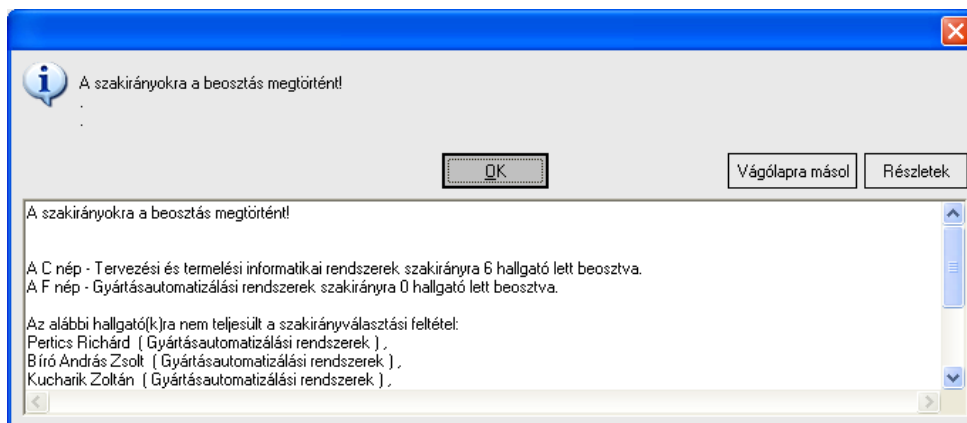 A szakirányokra a beosztás megtörtént!
.
.
OK
Vágólapra másol
Részletek
A szakirányokra a beosztás megtörtént!
A C nép - Tervezési és termelési informatikai rendszerek szakirányra 6 hallgató lett beosztva.
A F nép - Gyártásautomatizálási rendszerek szakirányra 0 hallgató lett beosztva.
Az alábbi hallgató(k)ra nem teljesült a szakirányválasztási feltétel:
Pertics Richárd ( Gyártásautomatizálási rendszerek ) ,
Bíró András Zsolt ( Gyártásautomatizálási rendszerek ) ,
Kucharik Zoltán ( Gyártásautomatizálási rendszerek ) ,